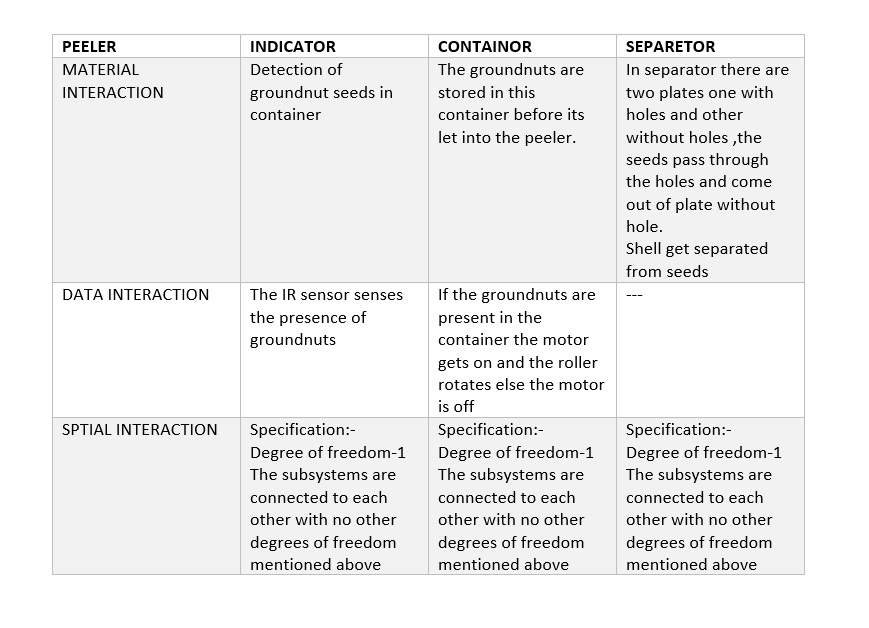 PEELER
INDICATOR
CONTAINOR
SEPARETOR
MATERIAL
INTERACTION
Detection of
groundnut seeds in
container
The groundnuts are
stored in this
container before its
let into the peeler.
In separator there are
two plates one with
holes and other
without holes ,the
seeds pass through
the holes and come
out of plate without
hole.
Shell get separated
from seeds
DATA INTERACTION
The IR sensor senses
the presence of
groundnuts
If the groundnuts are
present in the
container the motor
gets on and the roller
rotates else the motor
is off
---
SPTIAL INTERACTION
Specification:-
Degree of freedom-1
The subsystems are
connected to each
other with no other
degrees of freedom
mentioned above
Specification:-
Degree of freedom-1
The subsystems are
connected to each
other with no other
degrees of freedom
mentioned above
Specification:-
Degree of freedom-1
The subsystems are
connected to each
other with no other
degrees of freedom
mentioned above